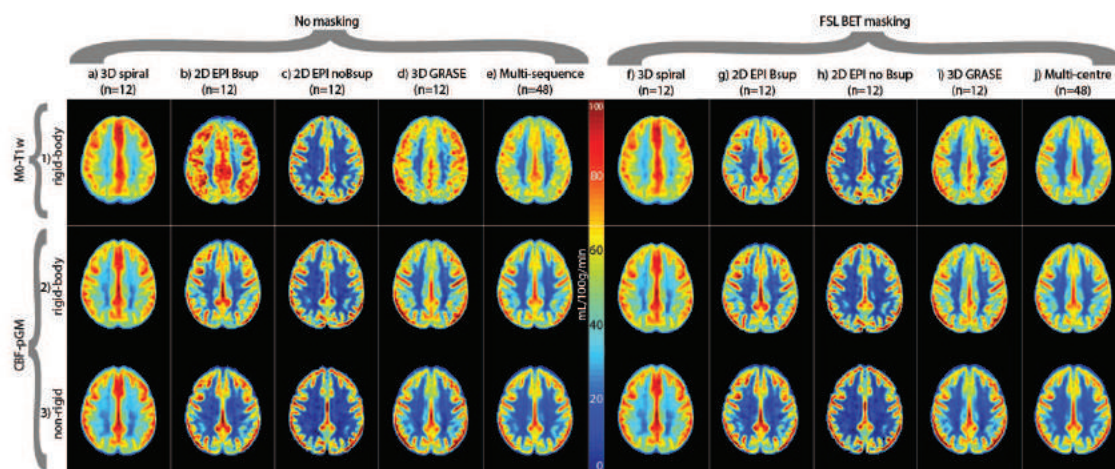 No masking
FSL BET masking
a) 3D spiral
(n=12)
b) 2D EPI Bsup
(n=12)
c) 2D EPI noBsup
(n=12)
d) 3D GRASE
(n=12)
e) Multi-sequence
(n=48)
f) 3D spiral
(n=12)
g) 2D EPI Bsup
(n=12)
h) 2D EPI no Bsup
(n=12)
i) 3D GRASE
(n=12)
j) Multi-centre
(n=48)
M0-T1w
1)
rigid-body
CBF-pGM
2)
rigid-body
3)
non-rigid
100
80
60
mL/100g/min
40
20
0